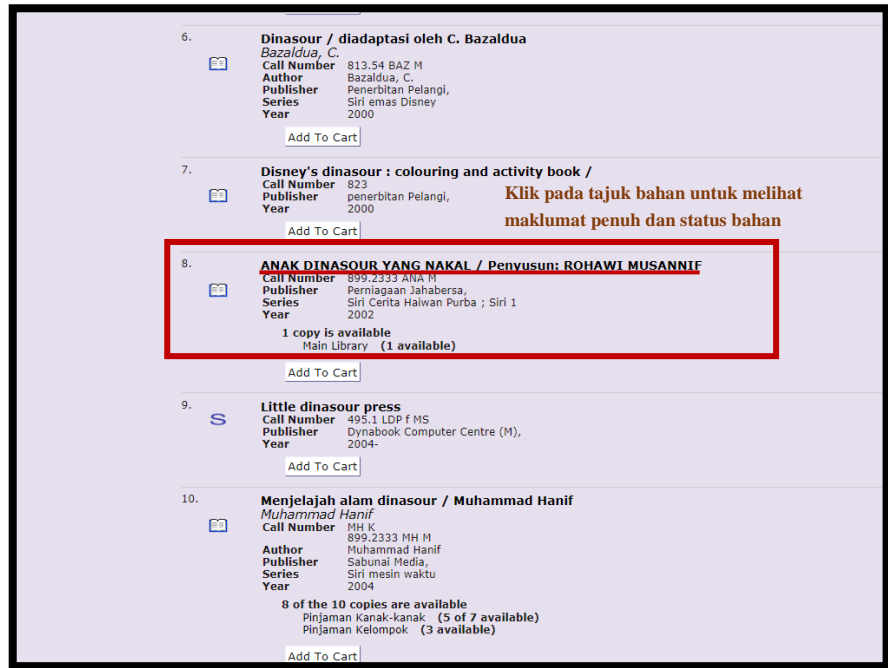 6.
Dinasour / diadaptasi oleh C. Bazaldua
Bazaldua, C.
Call Number 813.54 BAZ M
Author Bazaldua, C.
Publisher Penerbitan Pelangi,
Series Siri emas Disney
Year 2000
Add To Cart
7.
Disney's dinasour : colouring and activity book /
Call Number 823
Publisher penerbitan Pelangi,
Year 2000
Klik pada tajuk bahan untuk melihat
maklumat penuh dan status bahan
Add To Cart
8.
ANAK DINASOUR YANG NAKAL / Penyusun: ROHAWI MUSANNIF
Call Number 899.2333 ANA M
Publisher Perniagaan Jahabersa,
Series Siri Cerita Haiwan Purba ; Siri 1
Year 2002
1 copy is available
Main Library (1 available)
Add To Cart
9.
S
Little dinasour press
Call Number 495.1 LDP f MS
Publisher Dynabook Computer Centre (M),
Year 2004-
Add To Cart
10.
Menjelajah alam dinasour / Muhammad Hanif
Muhammad Hanif
Call Number MH K
899.2333 MH M
Author Muhammad Hanif
Publisher Sabunai Media,
Series Siri mesin waktu
Year 2004
8 of the 10 copies are available
Pinjaman Kanak-kanak (5 of 7 available)
Pinjaman Kelompok (3 available)
Add To Cart